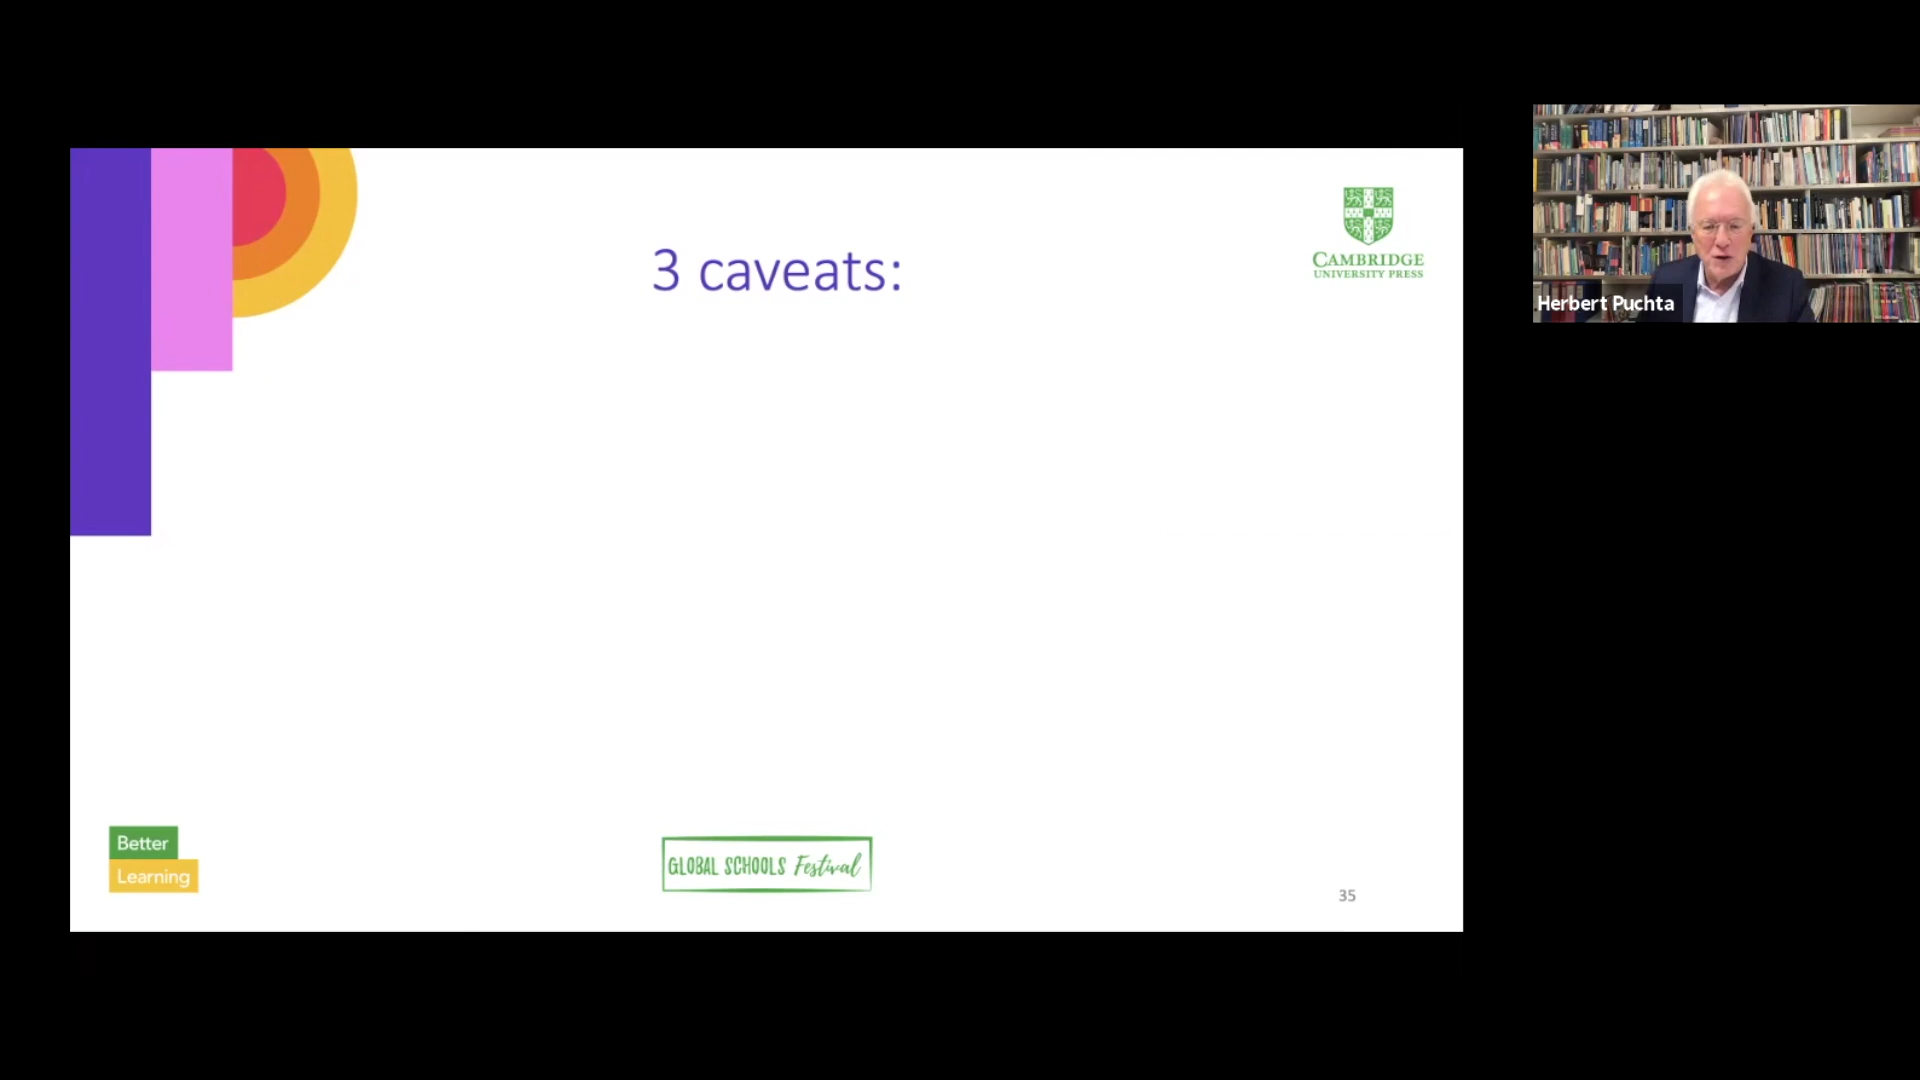 3 caveats:
CAMBRIDGE
UNIVERSITY PRESS
Herbert Puchta
Better
Learning
GLOBAL SCHOOLS Festival
35